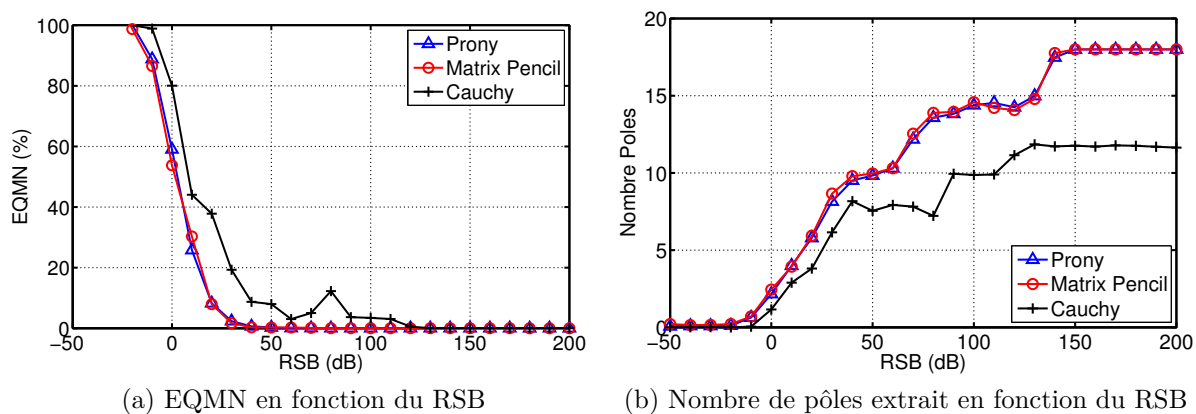 100
80
60
40
20
0
−50
0
50
100
150
200
EQMN (%)
RSB (dB)
Prony
Matrix Pencil
Cauchy
(a) EQMN en fonction du RSB
20
15
10
5
0
−50
0
50
100
150
200
Nombre Poles
RSB (dB)
Prony
Matrix Pencil
Cauchy
(b) Nombre de pôles extrait en fonction du RSB